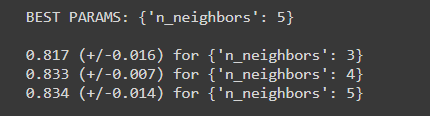 BEST PARAMS: {'n_neighbors': 5}
0.817 (+/-0.016) for {'n_neighbors': 3}
0.833 (+/-0.007) for {'n_neighbors': 4}
0.834 (+/-0.014) for {'n_neighbors': 5}